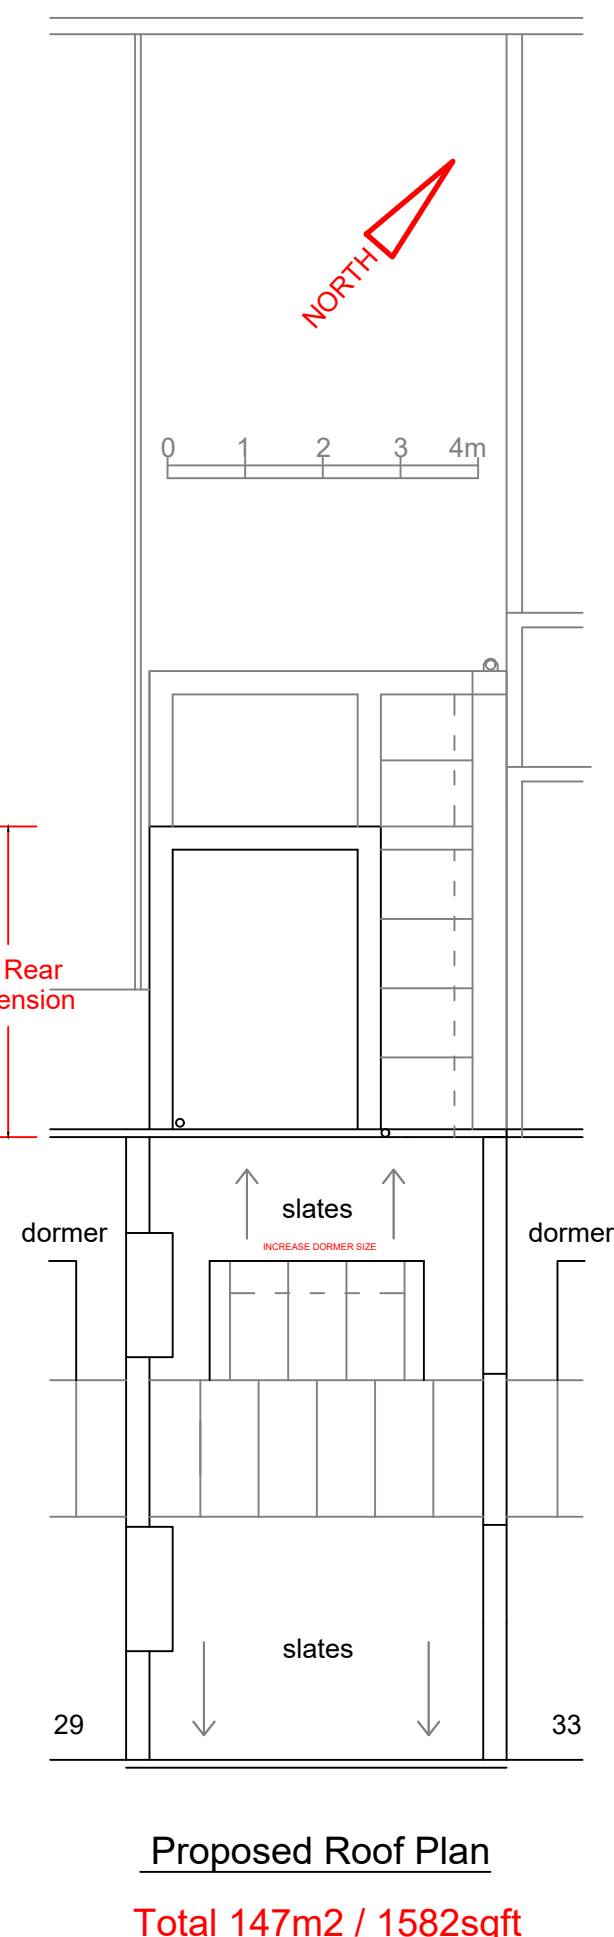 NORTH
0 1 2 3 4m
Rear
ension
slates
dormer
dormer
INCREASE DORMER SIZE
slates
29
33
Proposed Roof Plan
Total 147m2 / 1582sqft